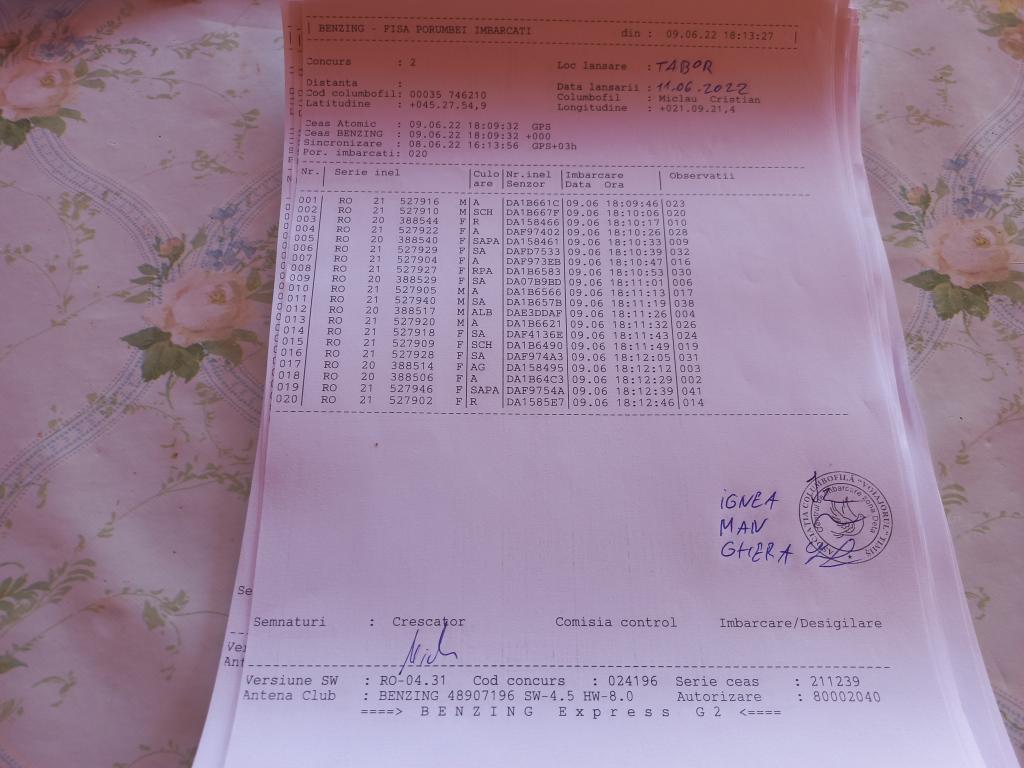 BENZING - FISA PORUMBEI IMBARCATI din : 09.06.22 18:13:27
Concurs : 2 Loc lansare : TABOR
Distanta : Data lansarii : 11.06.2022
Cod columbofil: 00035 746210 Columbofil : Miclau Cristian
Latitudine : +045.27.54,9 Longitudine : +021.09.21,4
Ceas Atomic : 09.06.22 18:09:32 GPS
Ceas BENZING : 09.06.22 18:09:32 +000
Sincronizare : 08.06.22 16:13:56 GPS+03h
Por. imbarcati: 020
Nr. Serie inel Culo Nr.inel Imbarcare Observatii
are Senzor Data Ora
001 RO 21 527916 M A DA1B661C 09.06 18:09:46 023
002 RO 21 527910 M SCH DA1B667F 09.06 18:10:06 020
003 RO 20 388544 F R DA158466 09.06 18:10:17 010
004 RO 21 527922 F A DAF97402 09.06 18:10:26 028
005 RO 20 388540 F SAPA DA158461 09.06 18:10:33 009
006 RO 21 527929 F SA DAFD7533 09.06 18:10:39 032
007 RO 21 527904 F A DAF973EB 09.06 18:10:47 016
008 RO 21 527927 F RPA DA1B6583 09.06 18:10:53 030
009 RO 20 388529 F SA DA07B9BD 09.06 18:11:01 006
010 RO 21 527905 M A DA1B6566 09.06 18:11:13 017
011 RO 21 527940 M SA DA1B657B 09.06 18:11:19 038
012 RO 20 388517 M ALB DAE3DDAF 09.06 18:11:26 004
013 RO 21 527920 M A DA1B6621 09.06 18:11:32 026
014 RO 21 527918 F SA DAF4136E 09.06 18:11:43 024
015 RO 21 527909 F SCH DA1B6490 09.06 18:11:49 019
016 RO 21 527928 F SA DAF974A3 09.06 18:12:05 031
017 RO 20 388514 F AG DA158495 09.06 18:12:12 003
018 RO 20 388506 F A DA1B64C3 09.06 18:12:29 002
019 RO 21 527946 F SAPA DAF9754A 09.06 18:12:39 041
020 RO 21 527902 F R DA1585E7 09.06 18:12:46 014
IGNEA
MAN
GHERA
ASOCIATIA COLUMBOFILĂ "VOIAJORUL" TIMIS
Imbarcare Zona Deta
Semnaturi : Crescator Comisia control Imbarcare/Desigilare
Versiune SW : RO-04.31 Cod concurs : 024196 Serie ceas : 211239
Antena Club : BENZING 48907196 SW-4.5 HW-8.0 Autorizare : 80002040
====> BENZING Express G2 <====